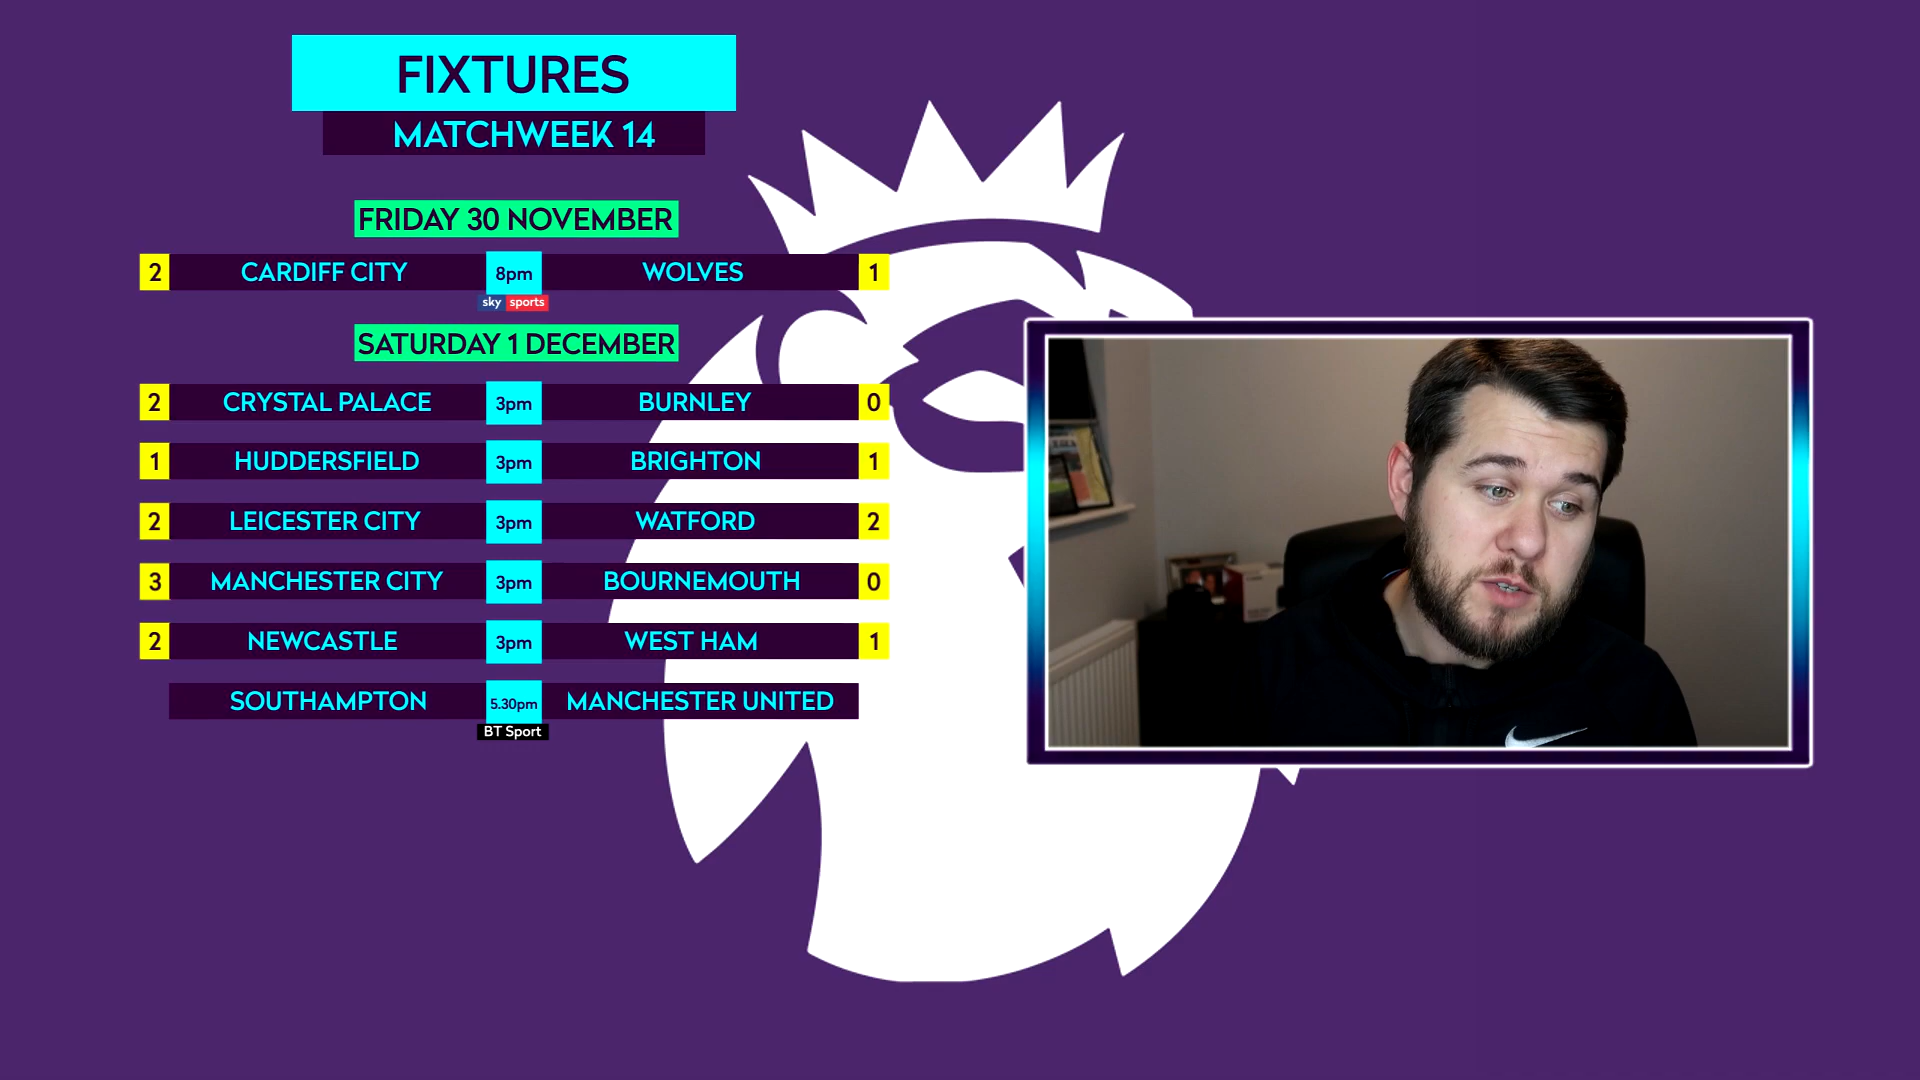 FIXTURES
MATCHWEEK 14
FRIDAY 30 NOVEMBER
2 CARDIFF CITY 8pm WOLVES 1
sky sports
SATURDAY 1 DECEMBER
2 CRYSTAL PALACE 3pm BURNLEY 0
1 HUDDERSFIELD 3pm BRIGHTON 1
2 LEICESTER CITY 3pm WATFORD 2
3 MANCHESTER CITY 3pm BOURNEMOUTH 0
2 NEWCASTLE 3pm WEST HAM 1
SOUTHAMPTON 5.30pm MANCHESTER UNITED
BT Sport